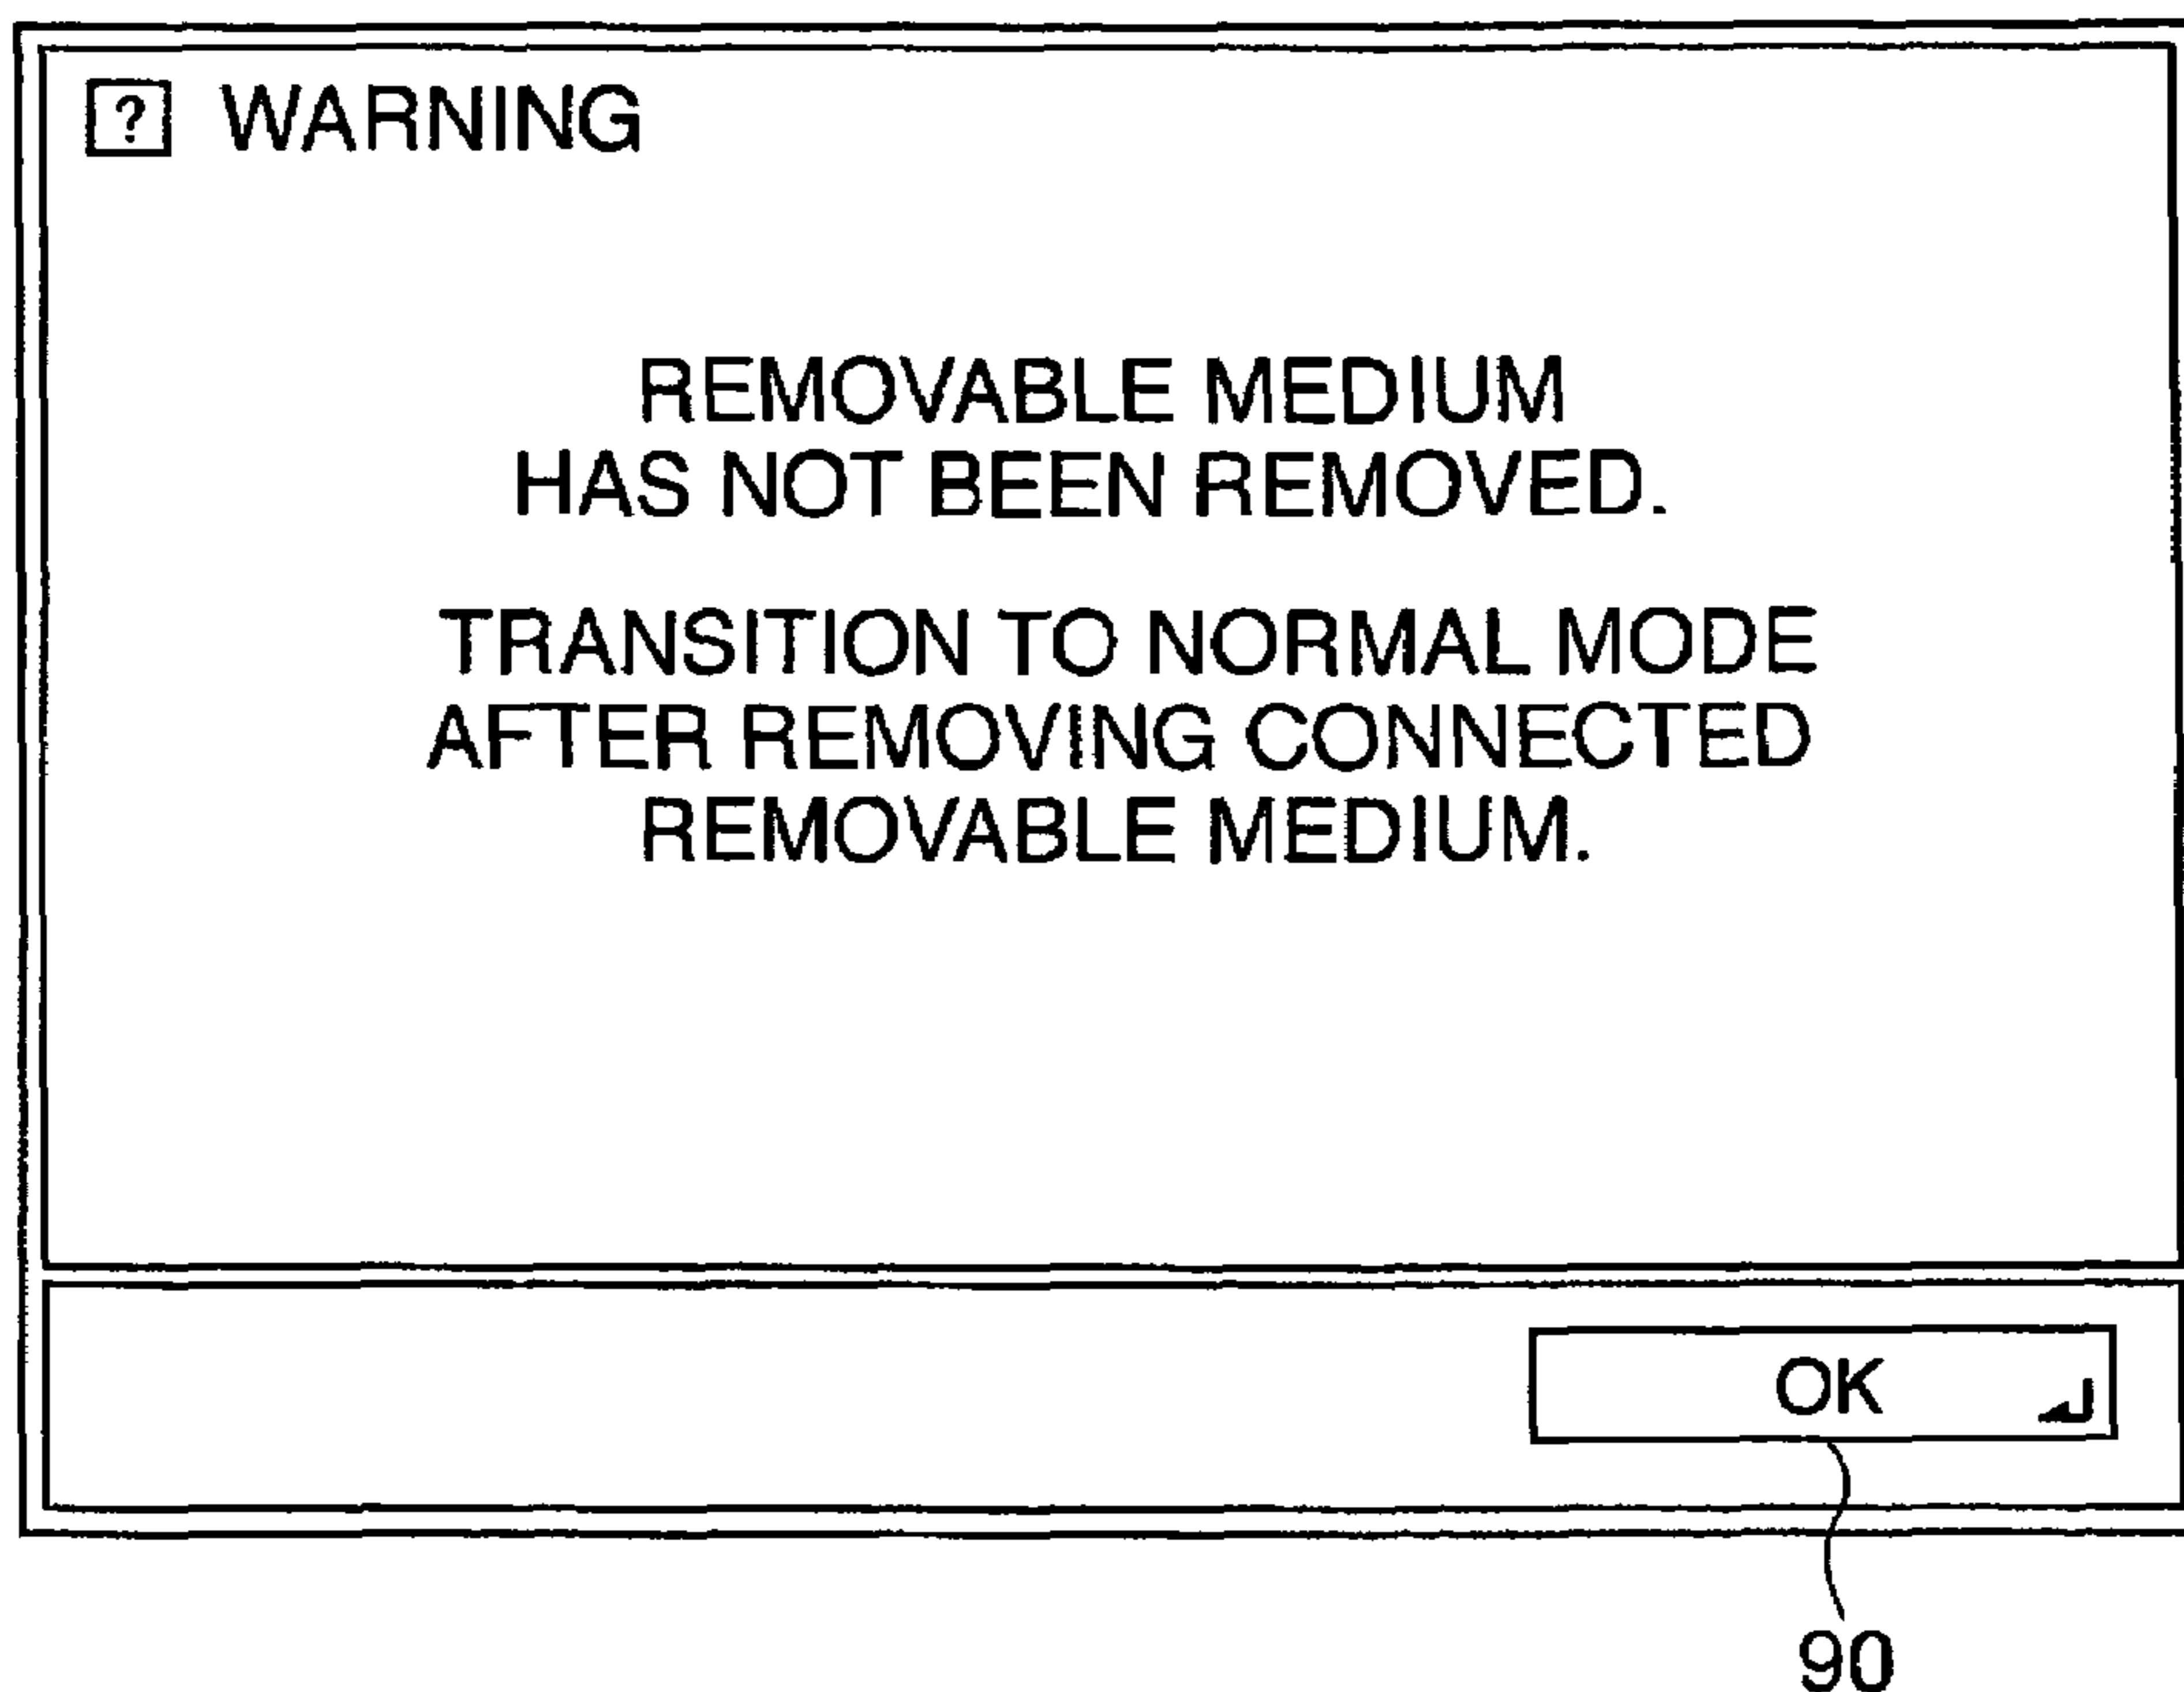 ? WARNING
REMOVABLE MEDIUM
HAS NOT BEEN REMOVED.
TRANSITION TO NORMAL MODE
AFTER REMOVING CONNECTED
REMOVABLE MEDIUM.
OK
90